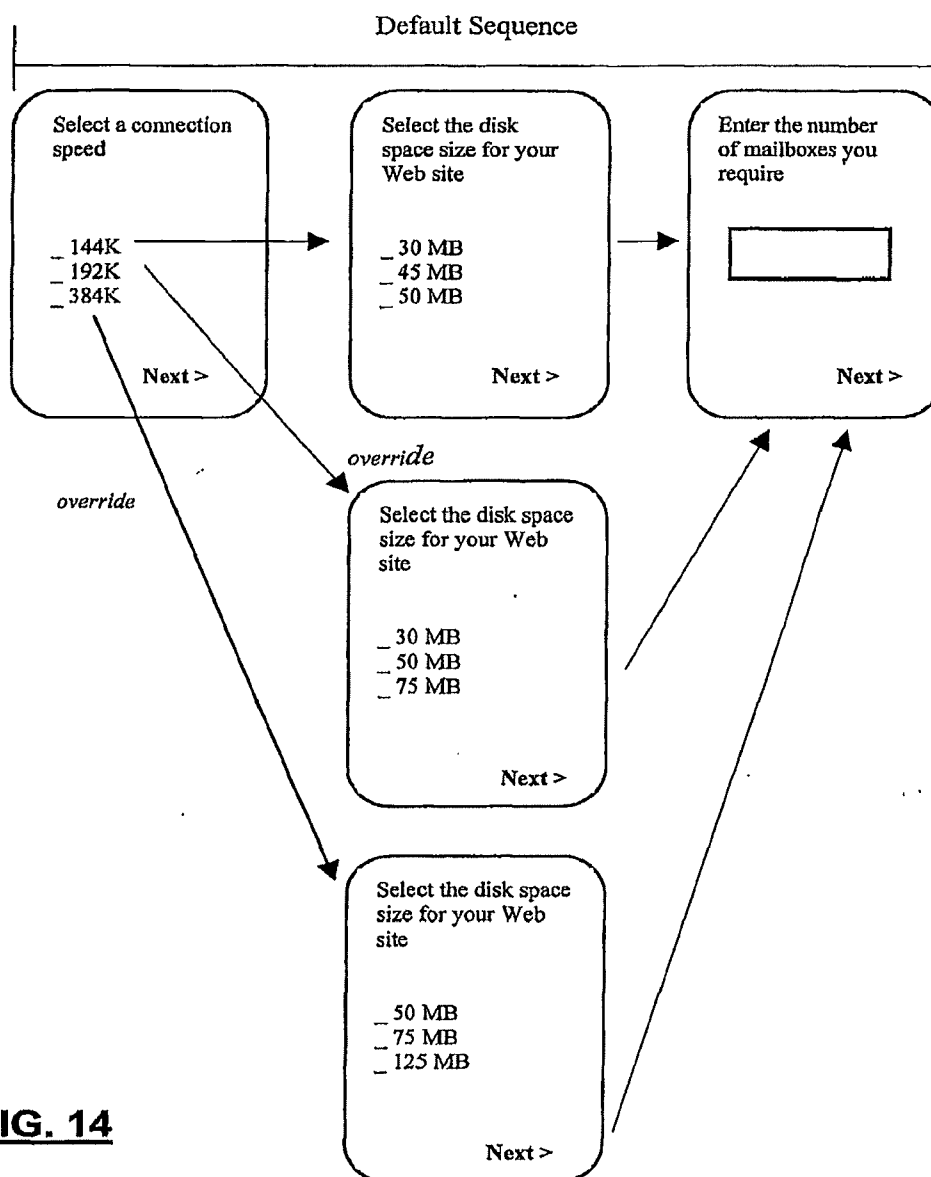 Default Sequence
Select a connection
speed
_ 144K
_ 192K
_ 384K
Next >
Select the disk
space size for your
Web site
_ 30 MB
_ 45 MB
_ 50 MB
Next >
Enter the number
of mailboxes you
require
Next >
override
override
Select the disk space
size for your Web
site
_ 30 MB
_ 50 MB
_ 75 MB
Next >
Select the disk space
size for your Web
site
_ 50 MB
_ 75 MB
_ 125 MB
Next >
IG. 14